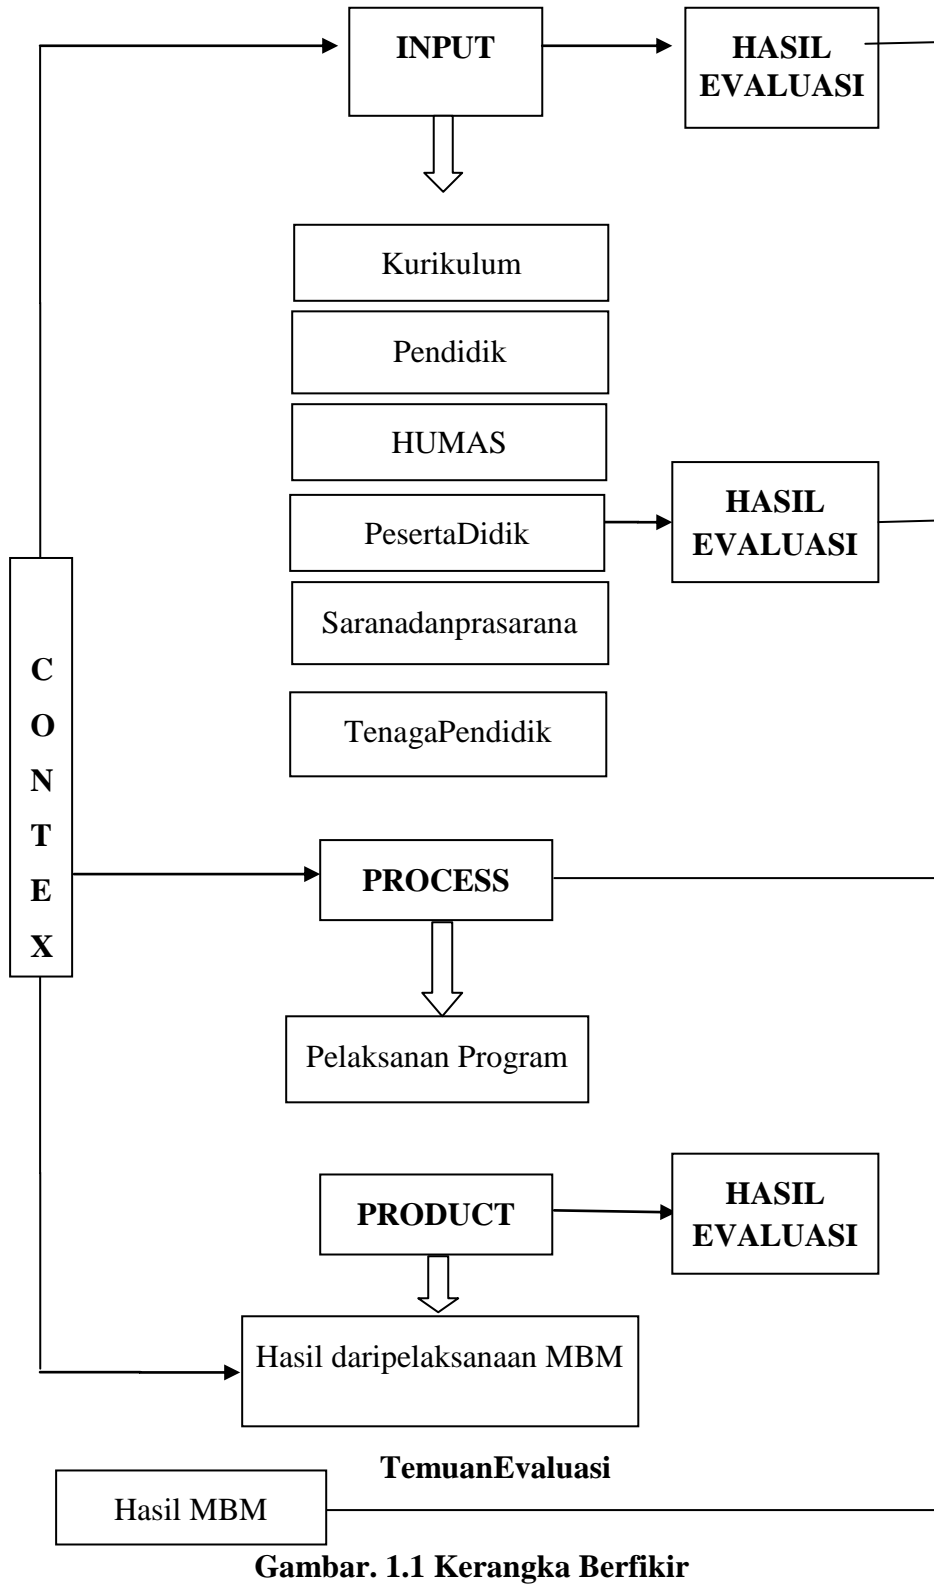 INPUT
HASIL
EVALUASI
Kurikulum
Pendidik
HUMAS
PesertaDidik
HASIL
EVALUASI
Saranadanprasarana
TenagaPendidik
C
O
N
T
E
X
PROCESS
Pelaksanan Program
PRODUCT
HASIL
EVALUASI
Hasil daripelaksanaan MBM
TemuanEvaluasi
Hasil MBM
Gambar. 1.1 Kerangka Berfikir